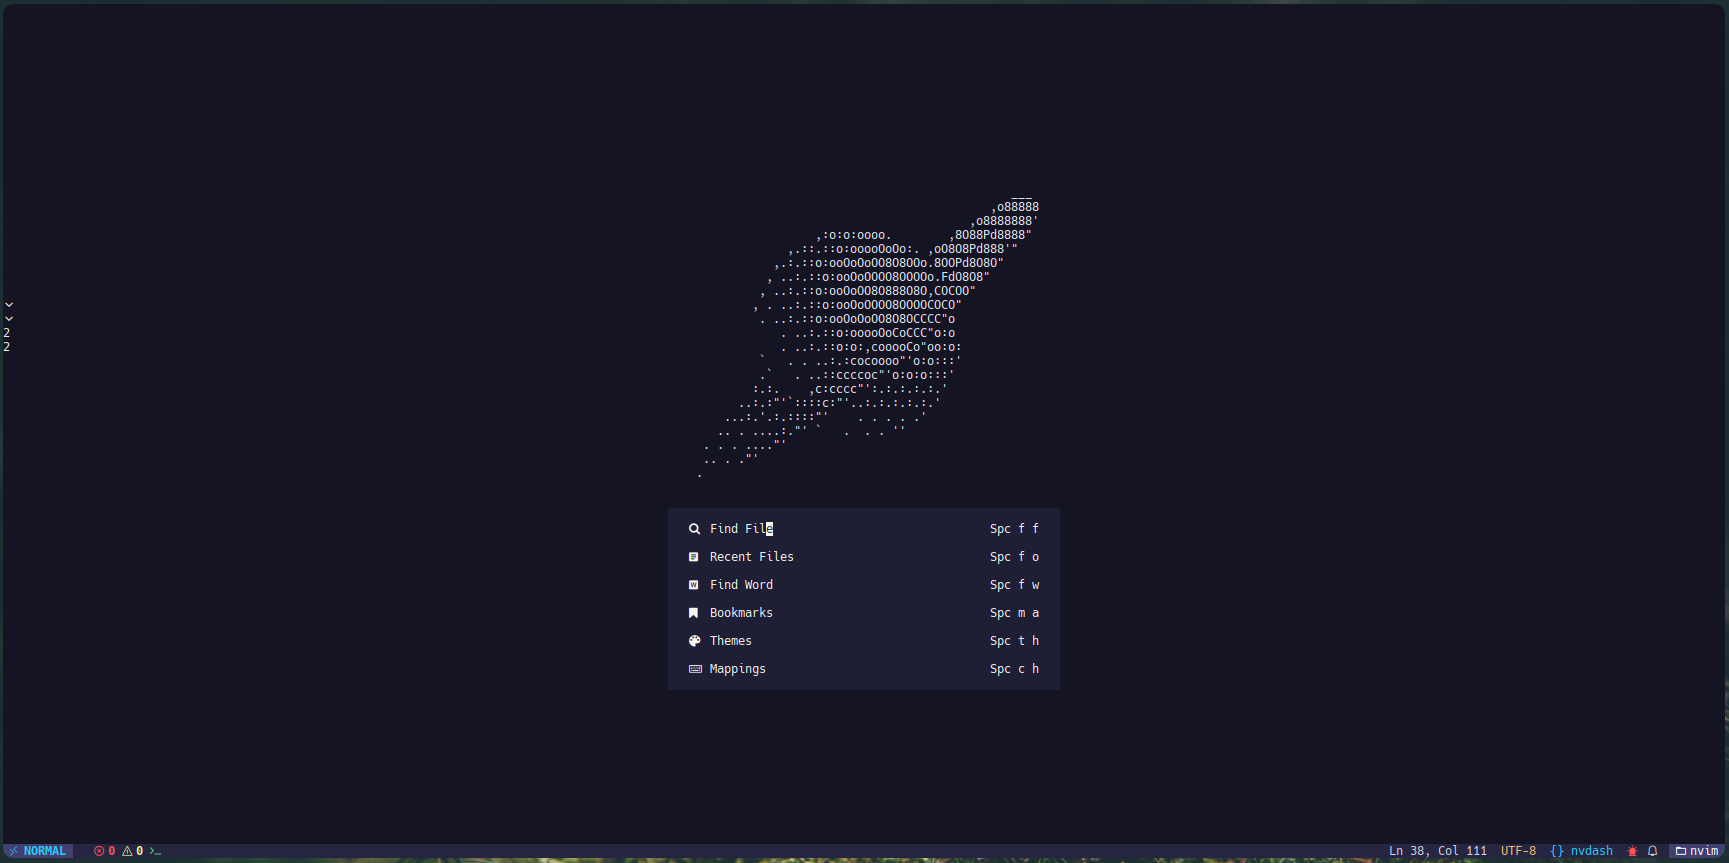 ___
,o88888
,o8888888'
,:o:o:oooo. ,8O88Pd8888"
,.::.::o:ooooOoOo:. ,oO8O8Pd888'"
,.:.::o:ooOoOoOO8O8OOo.8OOPd8O8O"
, ..:.::o:ooOoOOOO8OOOOo.FdO8O8"
, ..:.::o:ooOoOO8O888O8O,COCOO"
, . ..:.::o:ooOoOOOO8OOOOCOCO"
. ..:.::o:ooOoOoOO8O8OCCCC"o
. ..:.::o:ooooOoCoCCC"o:o
. ..:.::o:o:,cooooCo"oo:o:
` . . ..:.:cocoooo"'o:o:::'
.` . ..::ccccoc"'o:o:o:::'
:.:. ,c:cccc"':.:.:.:.:.'
..:.:"'`::::c:"'..:.:.:.:.:.'
...:.'.:.::::"' . . . . .'
.. . ....:."' ` . . . ''
. . . ...."'
.. . ."'
.
2
2
Find File Spc f f
Recent Files Spc f o
Find Word Spc f w
Bookmarks Spc m a
Themes Spc t h
Mappings Spc c h
NORMAL 0 0 >_ Ln 38, Col 111 UTF-8 {} nvdash nvim